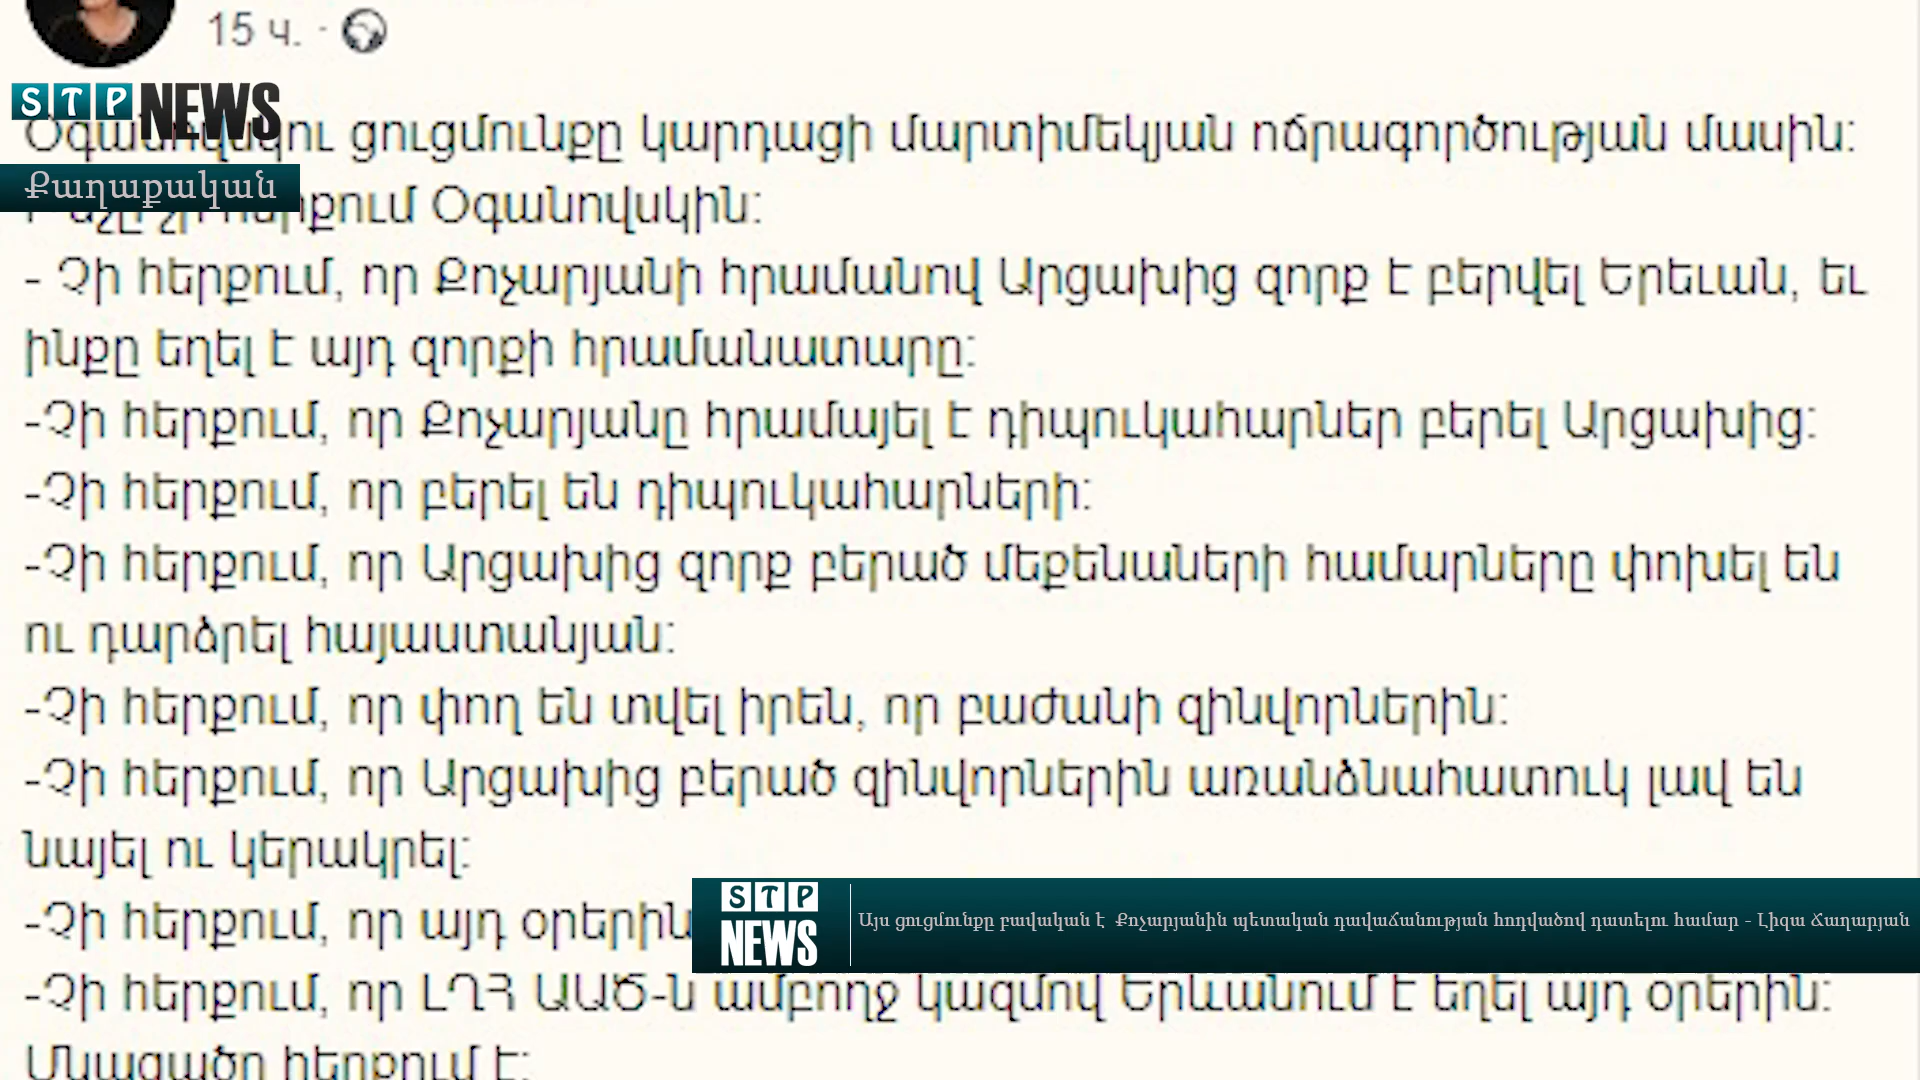 15 ժ. ·
STP NEWS
Օգանովսկու ցուցմունքը կարդացի մարտիմեկյան ոճրագործության մասին:
Քաղաքական
հերքում Օգանովսկին:
- Չի հերքում, որ Քոչարյանի հրամանով Արցախից զորք է բերվել Երեւան, եւ
ինքը եղել է այդ զորքի հրամանատարը:
-Չի հերքում, որ Քոչարյանը հրամայել է դիպուկահարներ բերել Արցախից:
-Չի հերքում, որ բերել են դիպուկահարների:
-Չի հերքում, որ Արցախից զորք բերած մեքենաների համարները փոխել են
ու դարձրել հայաստանյան:
-Չի հերքում, որ փող են տվել իրեն, որ բաժանի զինվորներին:
-Չի հերքում, որ Արցախից բերած զինվորներին առանձնահատուկ լավ են
նայել ու կերակրել:
-Չի հերքում, որ այդ օրերին
STP NEWS
Այս ցուցմունքը բավական է Քոչարյանին պետական դավաճանության հոդվածով դատելու համար - Լիզա Ճաղարյան
-Չի հերքում, որ ԼՂՀ ԱԱԾ-ն ամբողջ կազմով Երևանում է եղել այդ օրերին:
Մնացածը հերքում է: